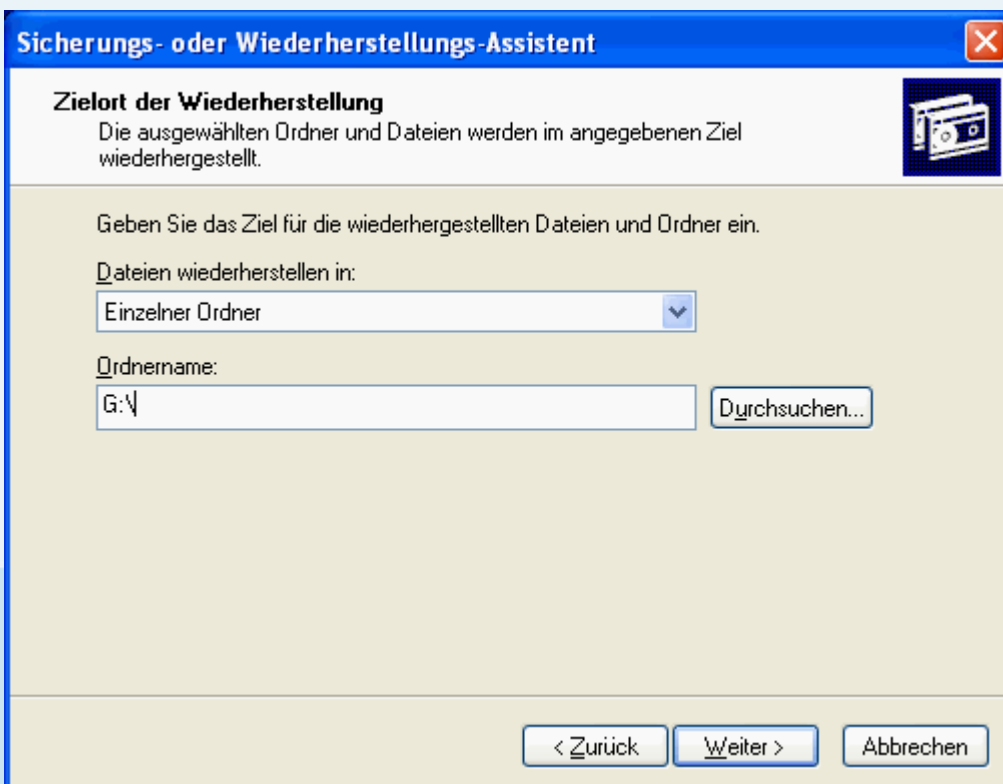 Sicherungs- oder Wiederherstellungs-Assistent
Zielort der Wiederherstellung
Die ausgewählten Ordner und Dateien werden im angegebenen Ziel
wiederhergestellt.
Geben Sie das Ziel für die wiederhergestellten Dateien und Ordner ein.
Dateien wiederherstellen in:
Einzelner Ordner
Ordnername:
G:\
Durchsuchen...
< Zurück
Weiter >
Abbrechen